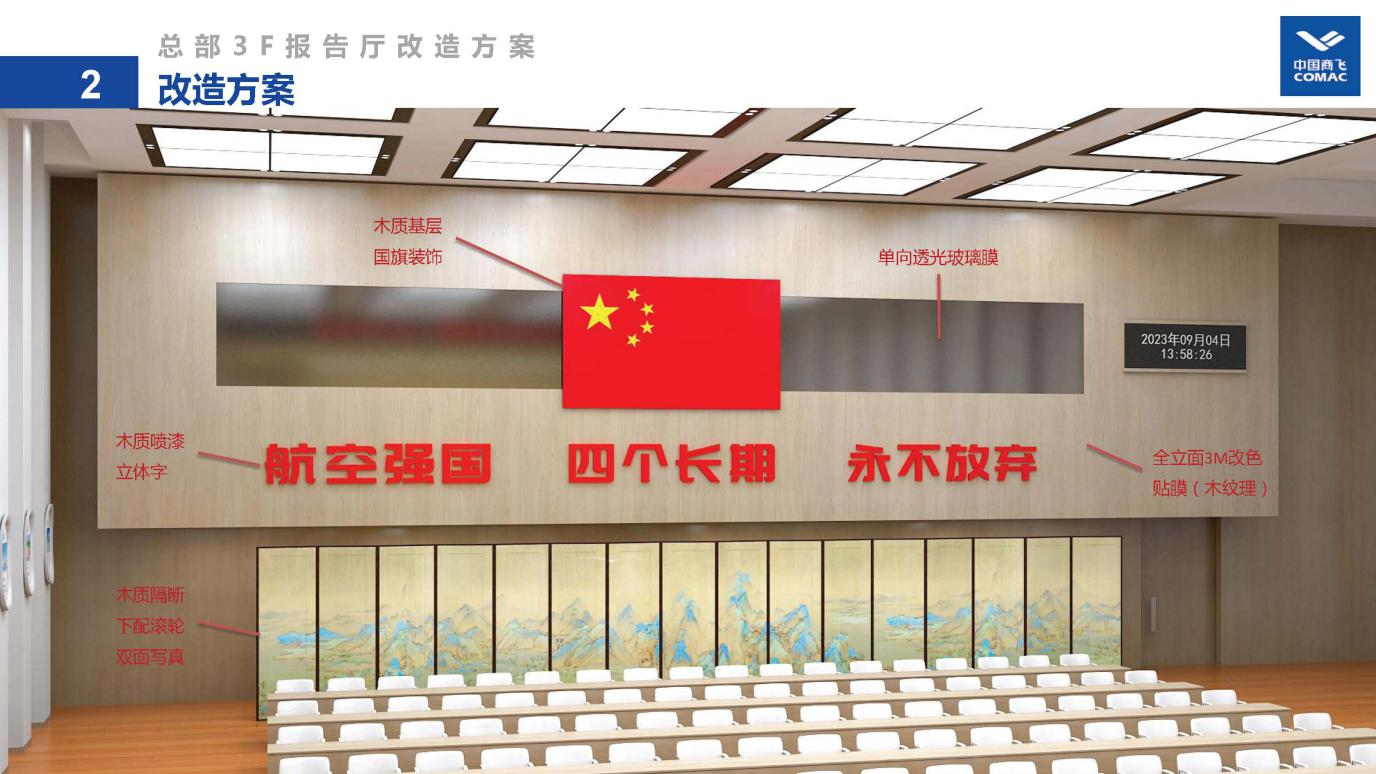 总部3F报告厅改造方案
2
改造方案
中国商飞
COMAC
木质基层
国旗装饰
单向透光玻璃膜
2023年09月04日
13:58:26
木质喷漆
立体字
航空强国 四个长期 永不放弃
全立面3M改色
贴膜（木纹理）
木质隔断
下配滚轮
双面写真